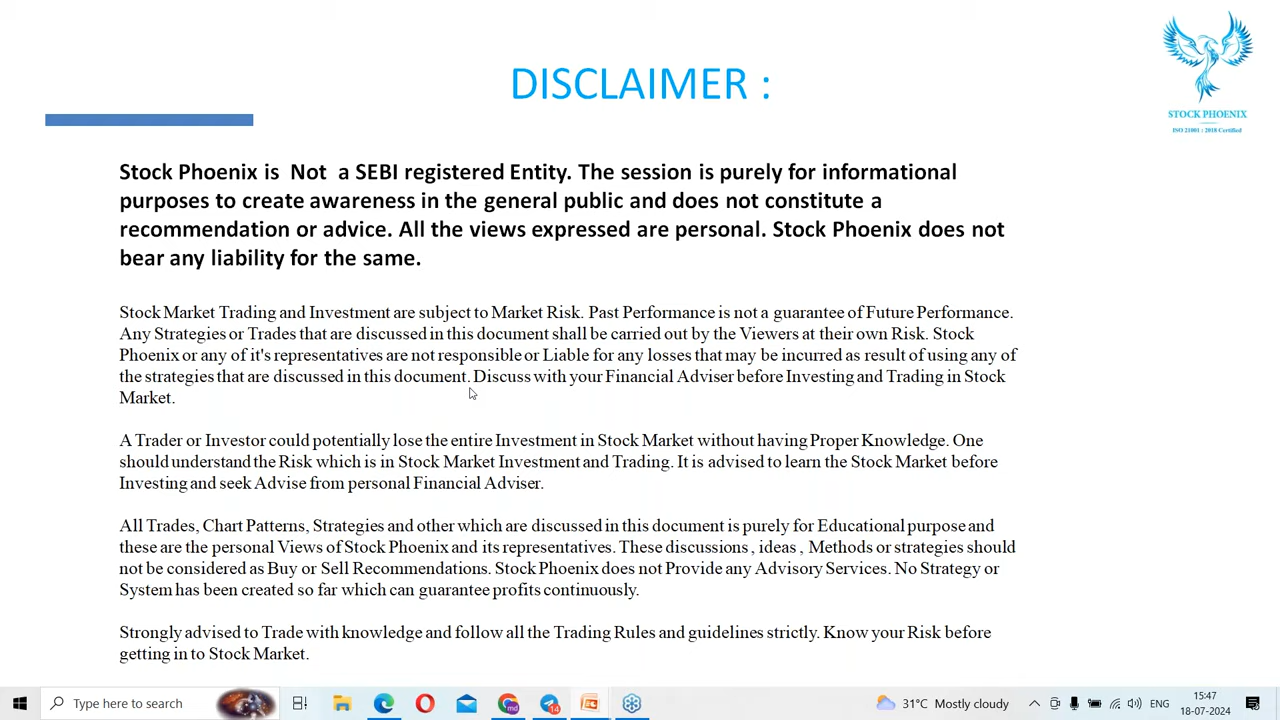 DISCLAIMER :
STOCK PHOENIX
ISO 21001 : 2018 Certified
Stock Phoenix is Not a SEBI registered Entity. The session is purely for informational
purposes to create awareness in the general public and does not constitute a
recommendation or advice. All the views expressed are personal. Stock Phoenix does not
bear any liability for the same.
Stock Market Trading and Investment are subject to Market Risk. Past Performance is not a guarantee of Future Performance.
Any Strategies or Trades that are discussed in this document shall be carried out by the Viewers at their own Risk. Stock
Phoenix or any of it's representatives are not responsible or Liable for any losses that may be incurred as result of using any of
the strategies that are discussed in this document. Discuss with your Financial Adviser before Investing and Trading in Stock
Market.
A Trader or Investor could potentially lose the entire Investment in Stock Market without having Proper Knowledge. One
should understand the Risk which is in Stock Market Investment and Trading. It is advised to learn the Stock Market before
Investing and seek Advise from personal Financial Adviser.
All Trades, Chart Patterns, Strategies and other which are discussed in this document is purely for Educational purpose and
these are the personal Views of Stock Phoenix and its representatives. These discussions , ideas , Methods or strategies should
not be considered as Buy or Sell Recommendations. Stock Phoenix does not Provide any Advisory Services. No Strategy or
System has been created so far which can guarantee profits continuously.
Strongly advised to Trade with knowledge and follow all the Trading Rules and guidelines strictly. Know your Risk before
getting in to Stock Market.
Type here to search
md
14
31°C Mostly cloudy
ENG
15:47
18-07-2024